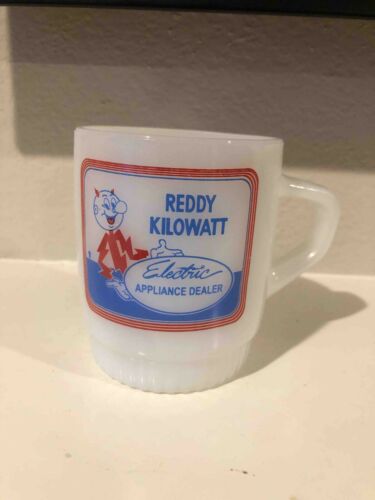 REDDY
KILOWATT
Electric
APPLIANCE DEALER